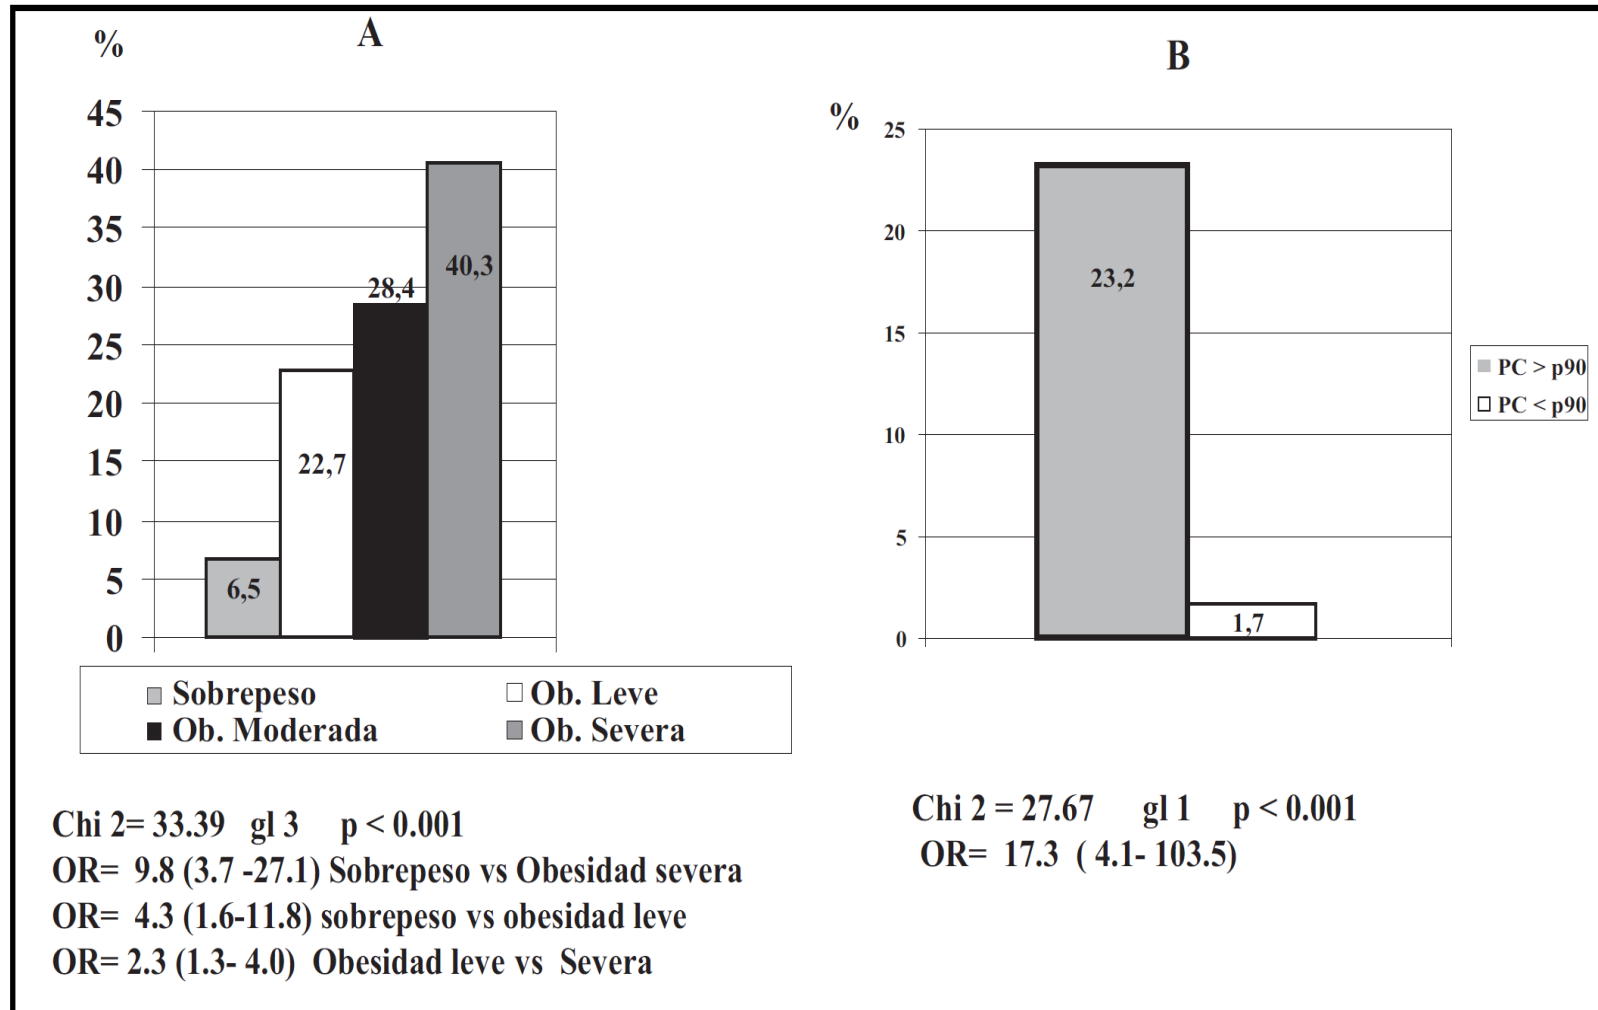 A
%
45
40
35
30
25
20
15
10
5
0
6,5
22,7
28,4
40,3
Sobrepeso
Ob. Leve
Ob. Moderada
Ob. Severa
Chi 2= 33.39 gl 3 p < 0.001
OR= 9.8 (3.7 -27.1) Sobrepeso vs Obesidad severa
OR= 4.3 (1.6-11.8) sobrepeso vs obesidad leve
OR= 2.3 (1.3- 4.0) Obesidad leve vs Severa
B
%
25
20
15
10
5
0
23,2
1,7
PC > p90
PC < p90
Chi 2 = 27.67 gl 1 p < 0.001
OR= 17.3 ( 4.1- 103.5)